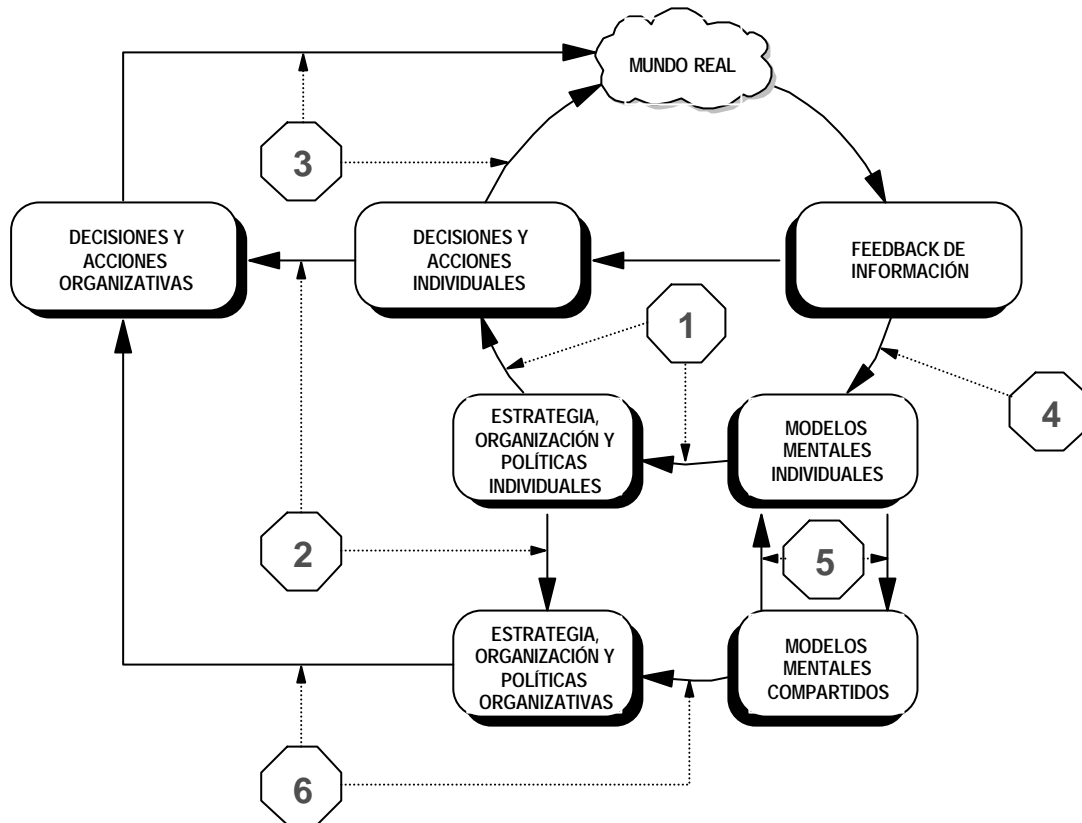 MUNDO REAL
3
DECISIONES Y
ACCIONES
ORGANIZATIVAS
DECISIONES Y
ACCIONES
INDIVIDUALES
FEEDBACK DE
INFORMACIÓN
1
4
ESTRATEGIA,
ORGANIZACIÓN Y
POLÍTICAS
INDIVIDUALES
MODELOS
MENTALES
INDIVIDUALES
2
5
ESTRATEGIA,
ORGANIZACIÓN Y
POLÍTICAS
ORGANIZATIVAS
MODELOS
MENTALES
COMPARTIDOS
6